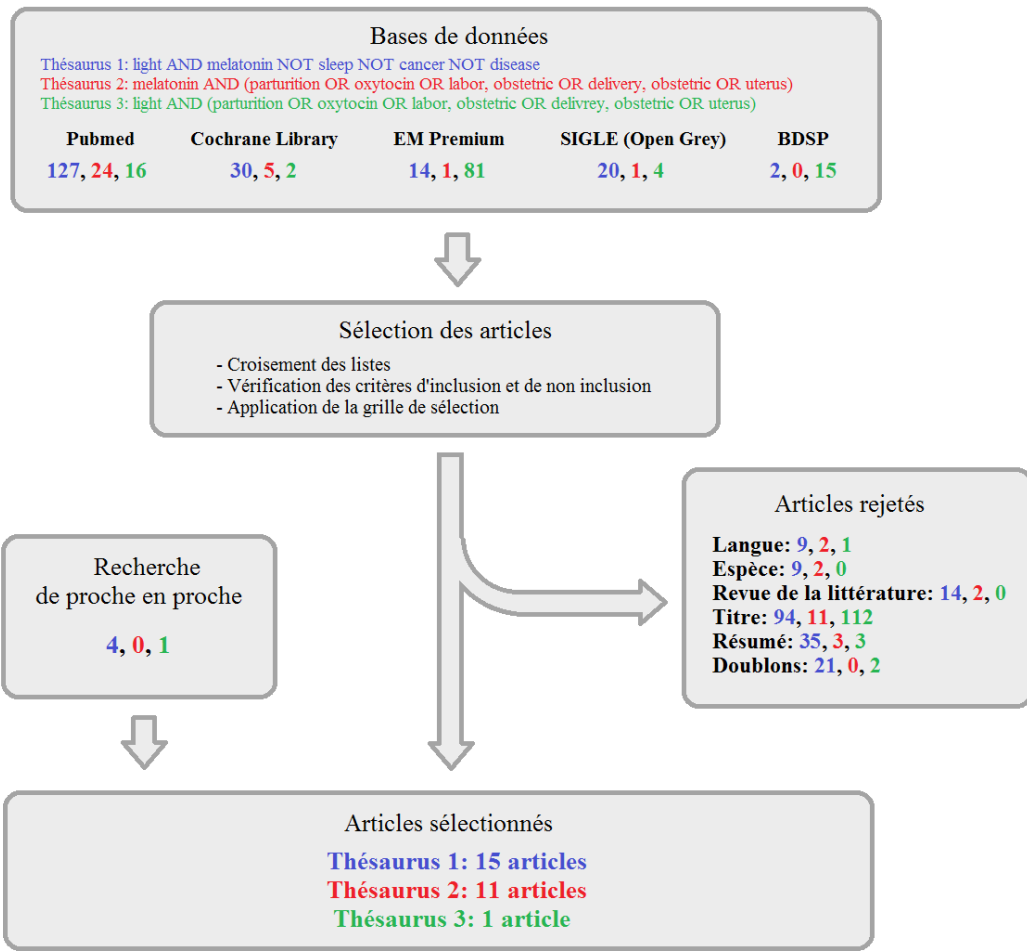 Bases de données
Thésaurus 1: light AND melatonin NOT sleep NOT cancer NOT disease
Thésaurus 2: melatonin AND (parturition OR oxytocin OR labor, obstetric OR delivery, obstetric OR uterus)
Thésaurus 3: light AND (parturition OR oxytocin OR labor, obstetric OR delivrey, obstetric OR uterus)
Pubmed Cochrane Library EM Premium SIGLE (Open Grey) BDSP
127, 24, 16 30, 5, 2 14, 1, 81 20, 1, 4 2, 0, 15
Sélection des articles
- Croisement des listes
- Vérification des critères d'inclusion et de non inclusion
- Application de la grille de sélection
Articles rejetés
Langue: 9, 2, 1
Espèce: 9, 2, 0
Revue de la littérature: 14, 2, 0
Titre: 94, 11, 112
Résumé: 35, 3, 3
Doublons: 21, 0, 2
Recherche
de proche en proche
4, 0, 1
Articles sélectionnés
Thésaurus 1: 15 articles
Thésaurus 2: 11 articles
Thésaurus 3: 1 article